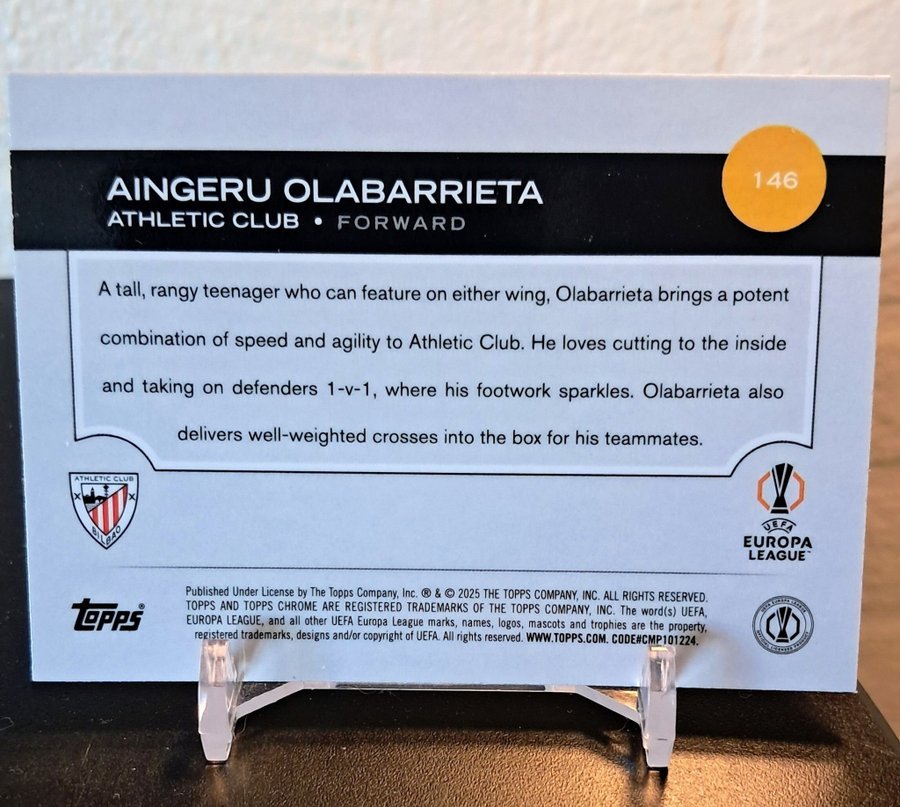 AINGERU OLABARRIETA
146
ATHLETIC CLUB • FORWARD
A tall, rangy teenager who can feature on either wing, Olabarrieta brings a potent
combination of speed and agility to Athletic Club. He loves cutting to the inside
and taking on defenders 1-v-1, where his footwork sparkles. Olabarrieta also
delivers well-weighted crosses into the box for his teammates.
ATHLETIC CLUB
BILBAO
UEFA
EUROPA
LEAGUE™
topps®
Published Under License by The Topps Company, Inc. ® & © 2025 THE TOPPS COMPANY, INC. ALL RIGHTS RESERVED.
TOPPS AND TOPPS CHROME ARE REGISTERED TRADEMARKS OF THE TOPPS COMPANY, INC. The word(s) UEFA,
EUROPA LEAGUE, and all other UEFA Europa League marks, names, logos, mascots and trophies are the property,
registered trademarks, designs and/or copyright of UEFA. All rights reserved. WWW.TOPPS.COM. CODE#CMP101224.
UEFA EUROPA LEAGUE
OFFICIAL LICENSED PRODUCT